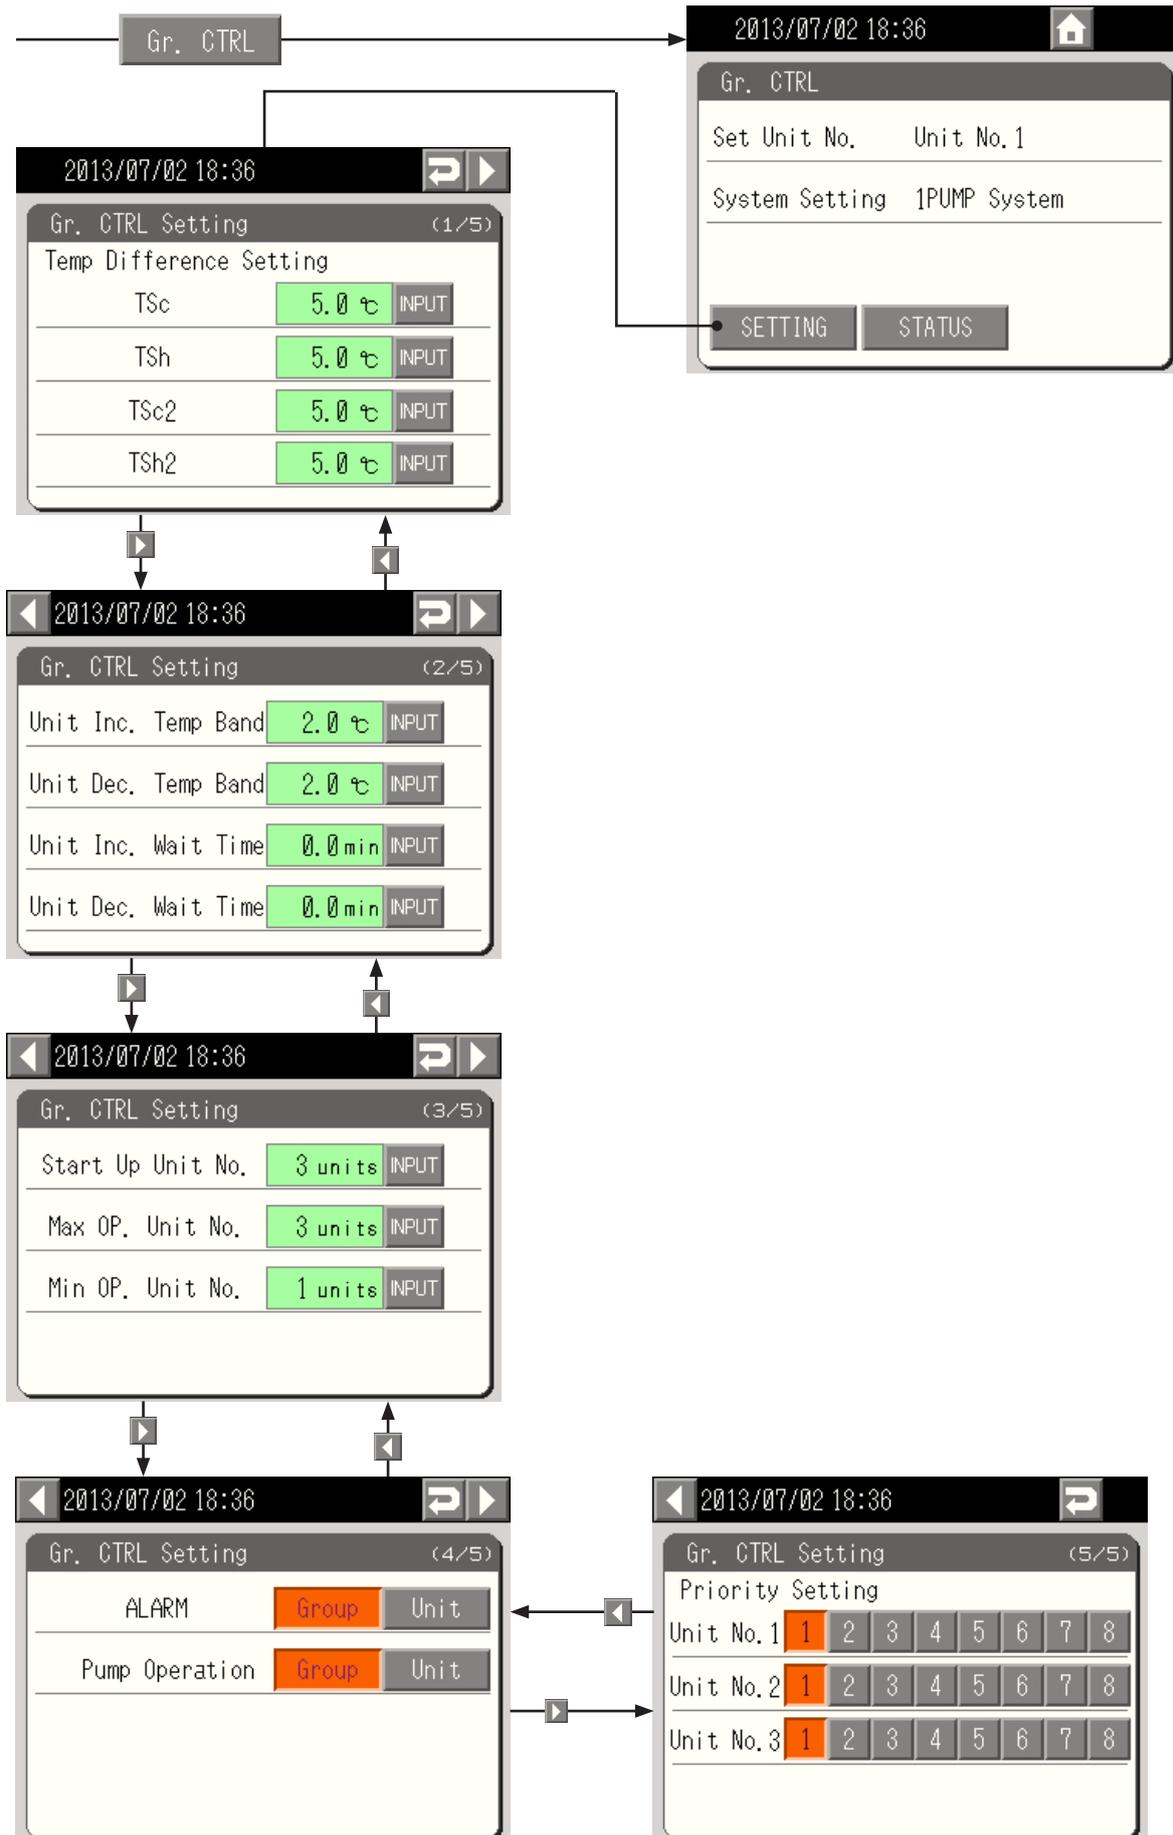 Gr. CTRL
2013/07/02 18:36
Gr. CTRL
Set Unit No. Unit No.1
System Setting 1PUMP System
SETTING STATUS
2013/07/02 18:36
Gr. CTRL Setting (1/5)
Temp Difference Setting
TSc 5.0 ℃ INPUT
TSh 5.0 ℃ INPUT
TSc2 5.0 ℃ INPUT
TSh2 5.0 ℃ INPUT
2013/07/02 18:36
Gr. CTRL Setting (2/5)
Unit Inc. Temp Band 2.0 ℃ INPUT
Unit Dec. Temp Band 2.0 ℃ INPUT
Unit Inc. Wait Time 0.0min INPUT
Unit Dec. Wait Time 0.0min INPUT
2013/07/02 18:36
Gr. CTRL Setting (3/5)
Start Up Unit No. 3 units INPUT
Max OP. Unit No. 3 units INPUT
Min OP. Unit No. 1 units INPUT
2013/07/02 18:36
Gr. CTRL Setting (4/5)
ALARM Group Unit
Pump Operation Group Unit
2013/07/02 18:36
Gr. CTRL Setting (5/5)
Priority Setting
Unit No.1 1 2 3 4 5 6 7 8
Unit No.2 1 2 3 4 5 6 7 8
Unit No.3 1 2 3 4 5 6 7 8